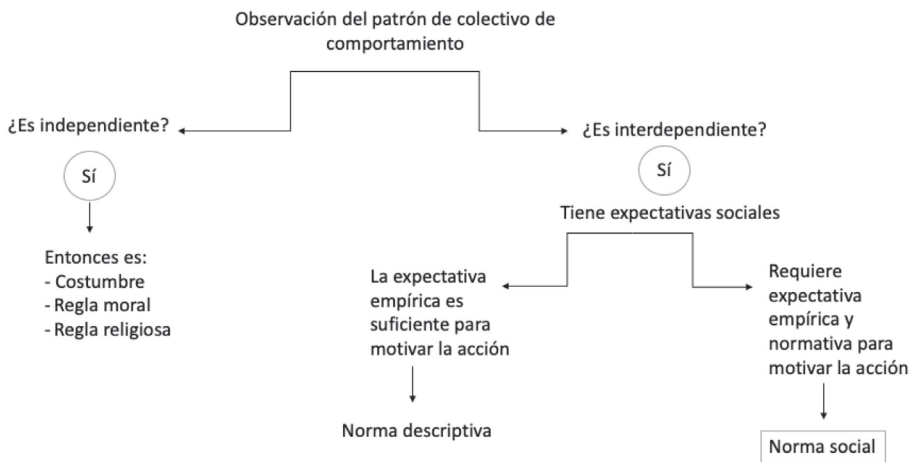 Observación del patrón de colectivo de
comportamiento
¿Es independiente?
¿Es interdependiente?
Sí
Sí
Tiene expectativas sociales
Entonces es:
- Costumbre
- Regla moral
- Regla religiosa
La expectativa
empírica es
suficiente para
motivar la acción
Requiere
expectativa
empírica y
normativa para
motivar la acción
Norma descriptiva
Norma social